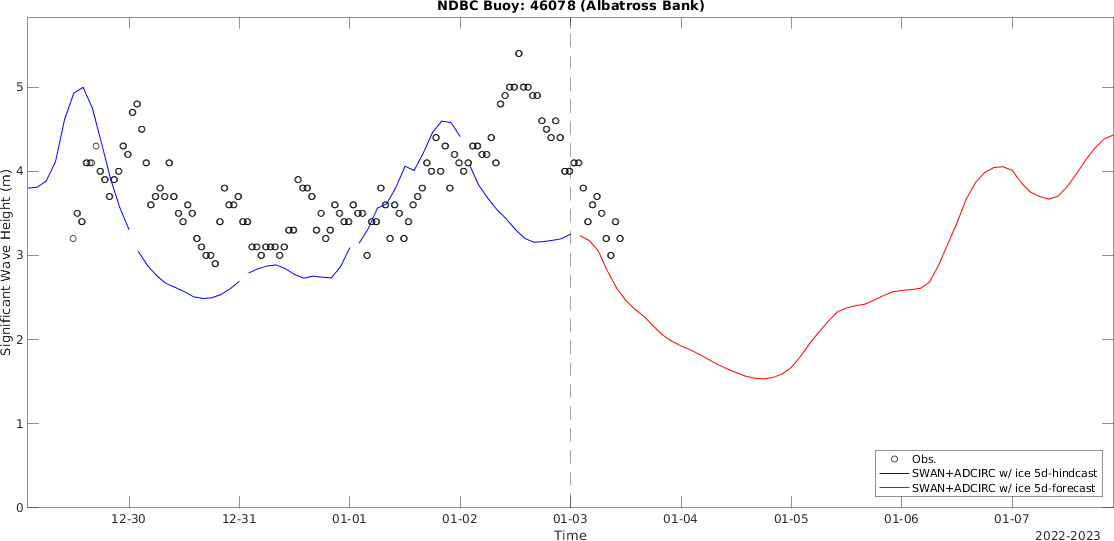 NDBC Buoy: 46078 (Albatross Bank)
Significant Wave Height (m)
5
4
3
2
1
0
12-30
12-31
01-01
01-02
01-03
01-04
01-05
01-06
01-07
Time
2022-2023
Obs.
SWAN+ADCIRC w/ ice 5d-hindcast
SWAN+ADCIRC w/ ice 5d-forecast